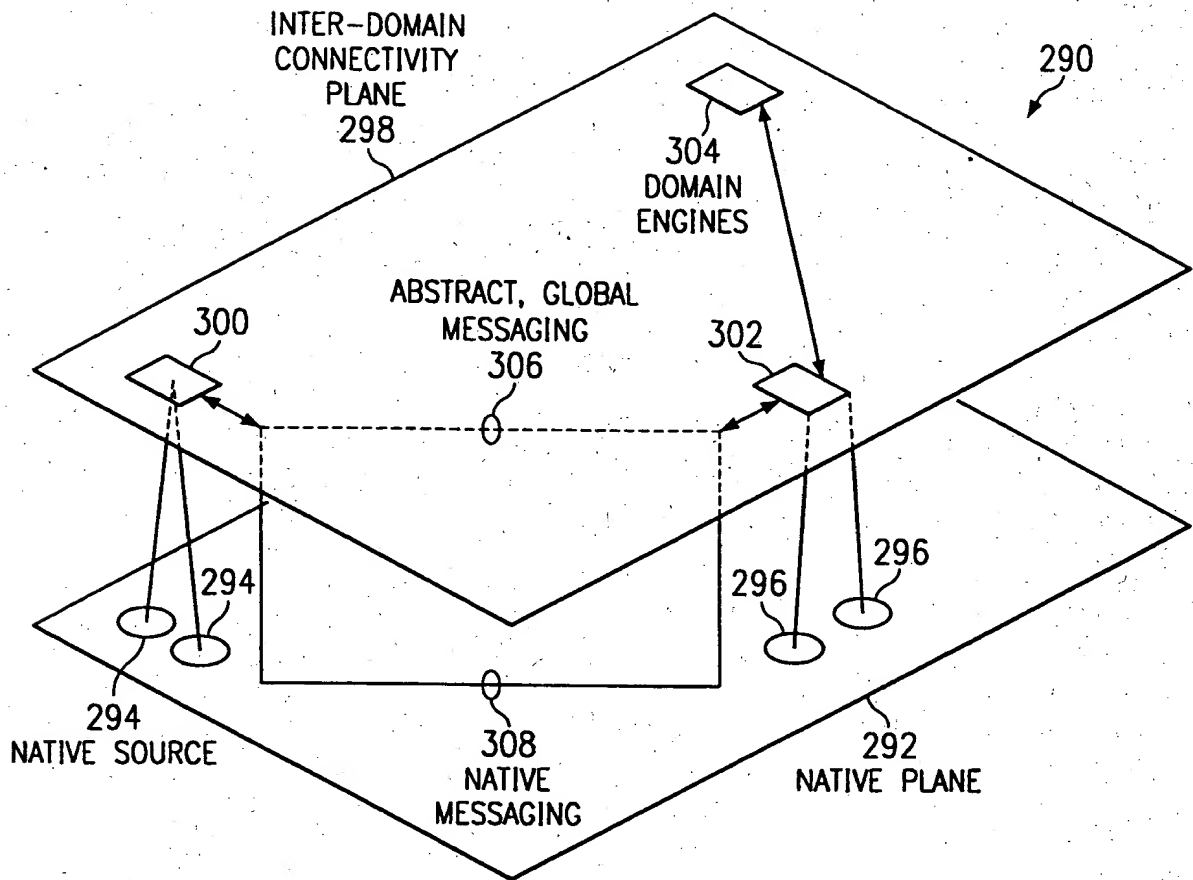 INTER-DOMAIN
CONNECTIVITY
PLANE
298
290
304
DOMAIN
ENGINES
ABSTRACT, GLOBAL
MESSAGING
306
300
302
294
296
296
294
NATIVE SOURCE
308
NATIVE
MESSAGING
292
NATIVE PLANE